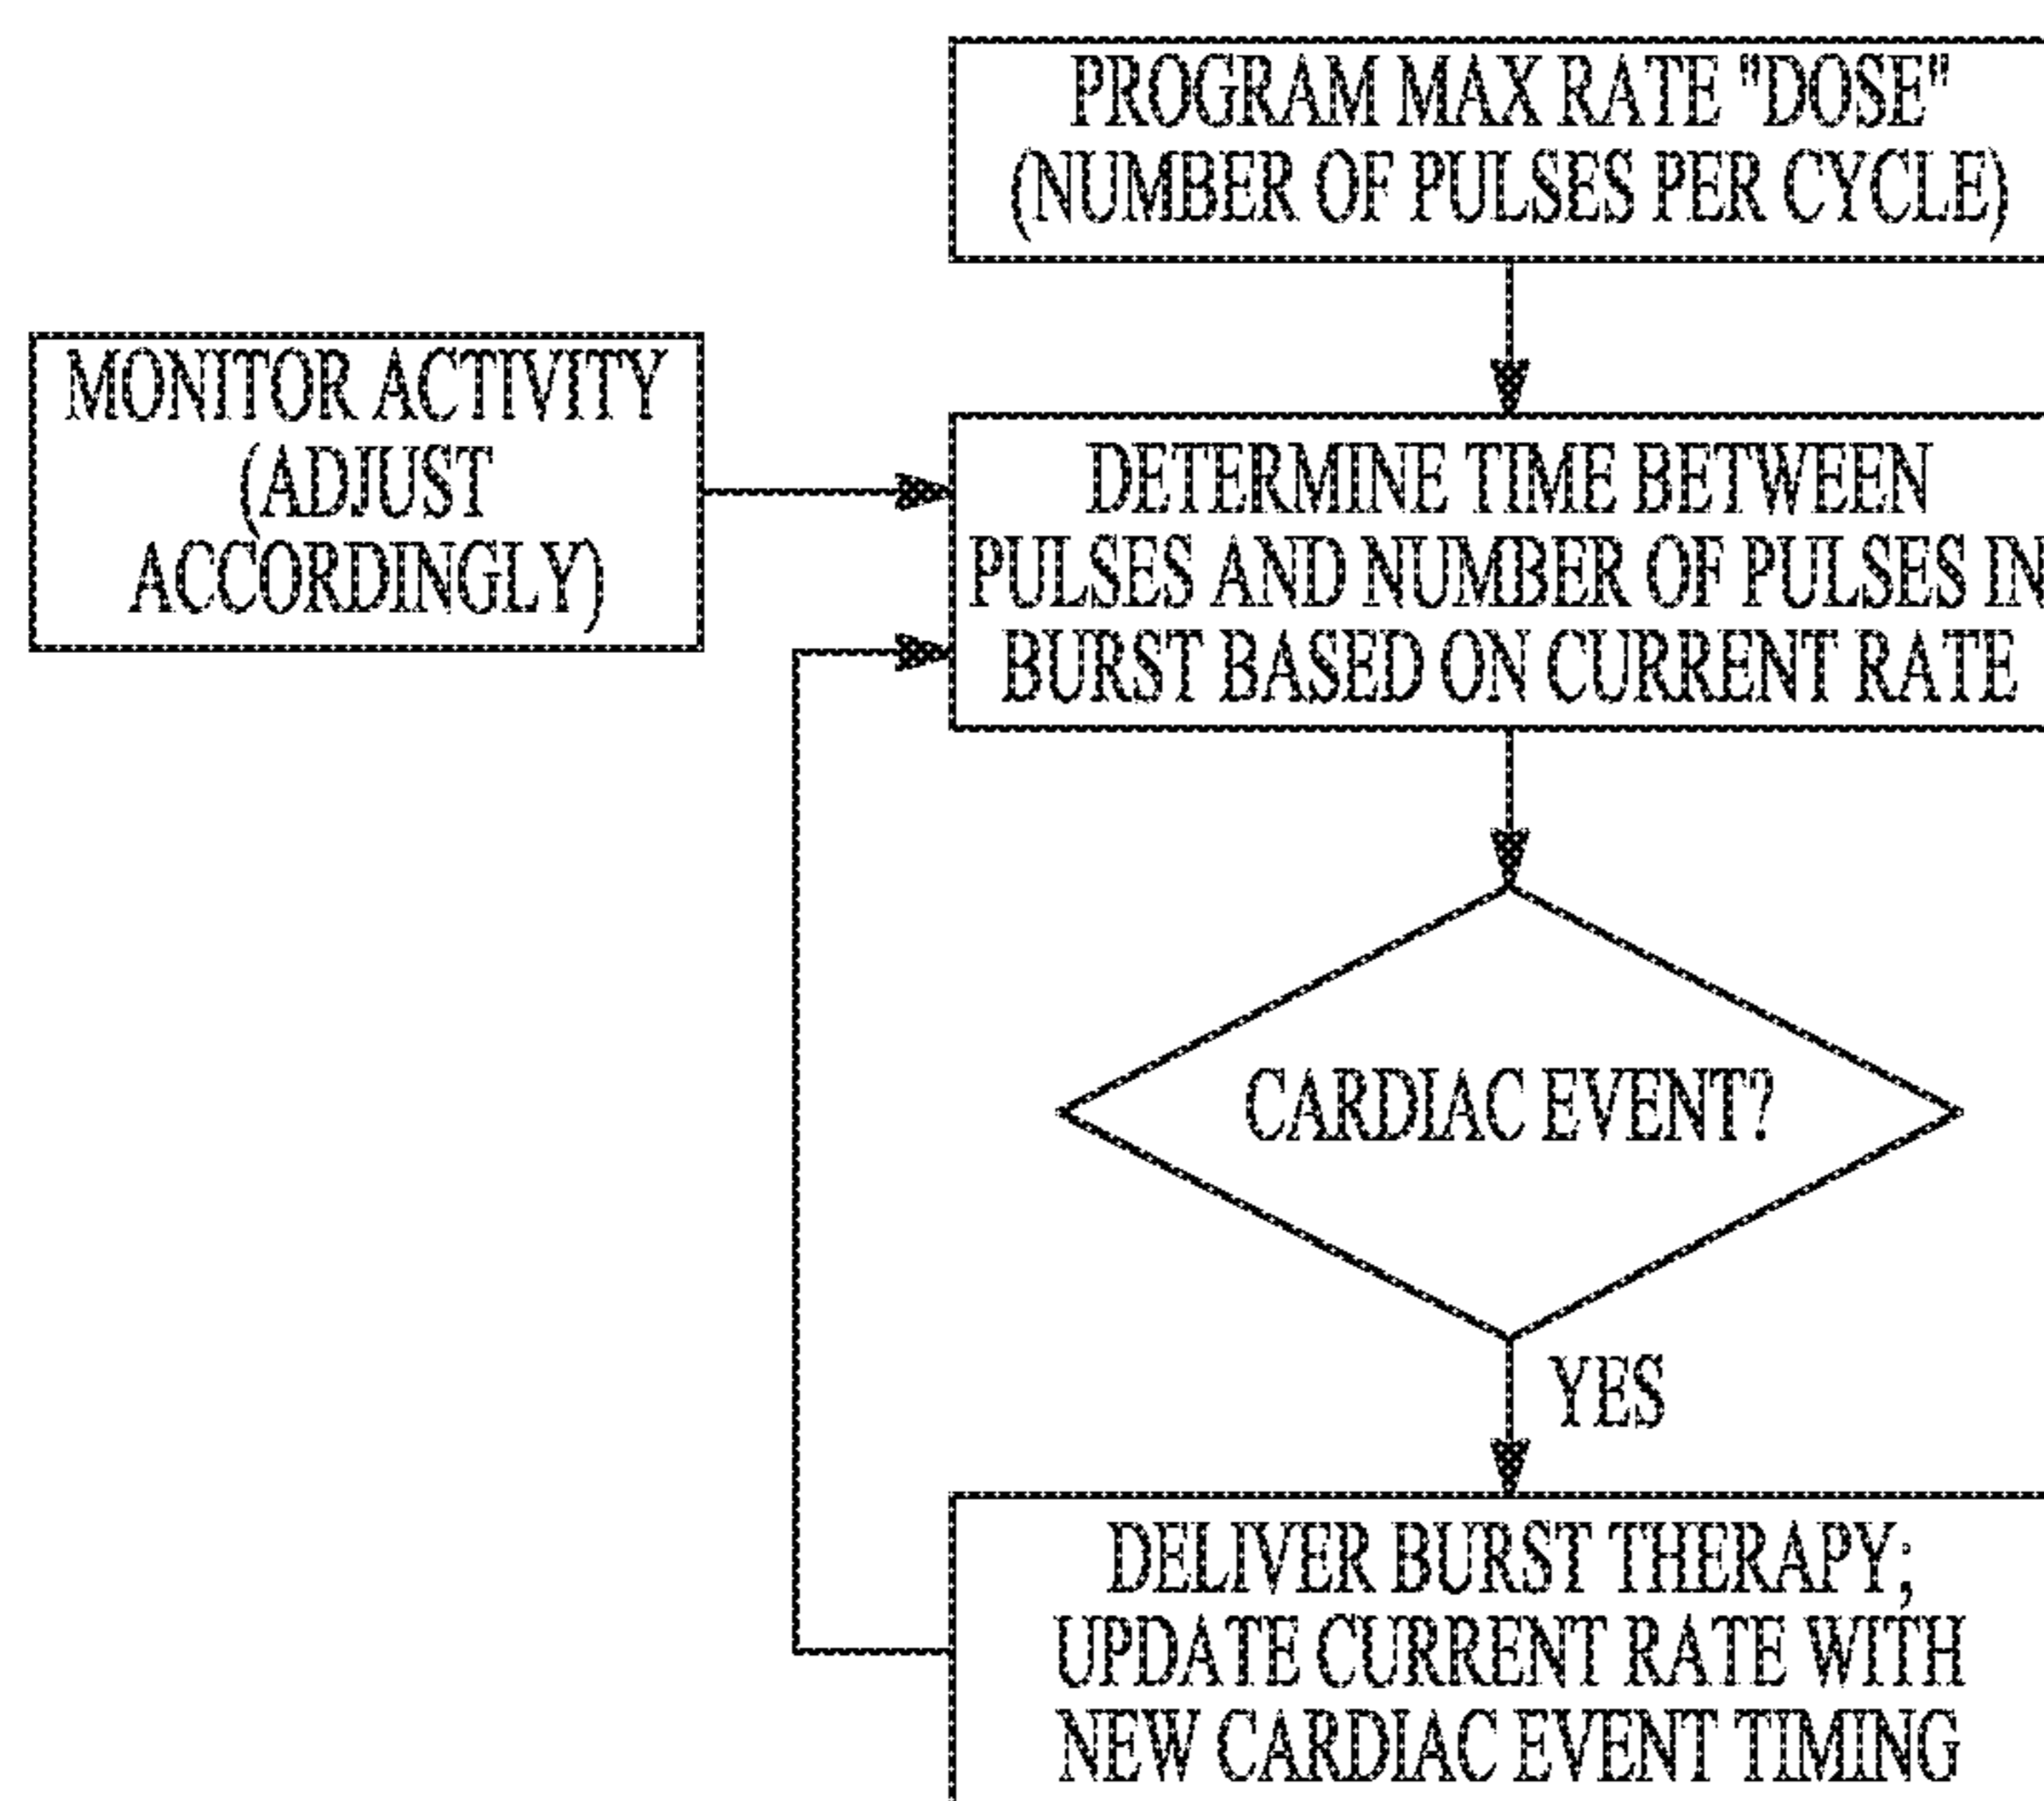 PROGRAM MAX RATE "DOSE"
(NUMBER OF PULSES PER CYCLE)
MONITOR ACTIVITY
(ADJUST
ACCORDINGLY)
DETERMINE TIME BETWEEN
PULSES AND NUMBER OF PULSES IN
BURST BASED ON CURRENT RATE
CARDIAC EVENT?
YES
DELIVER BURST THERAPY;
UPDATE CURRENT RATE WITH
NEW CARDIAC EVENT TIMING